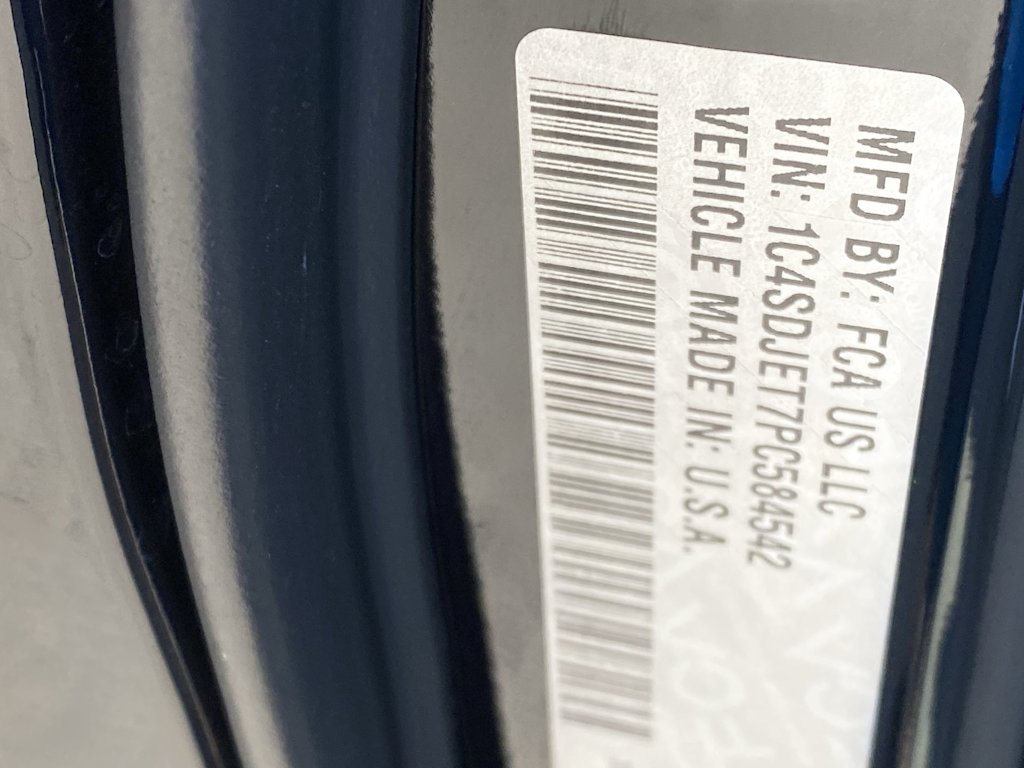 MFD BY: FCA US LLC
VIN: 1C4SDJET7PC584542
VEHICLE MADE IN: U.S.A.